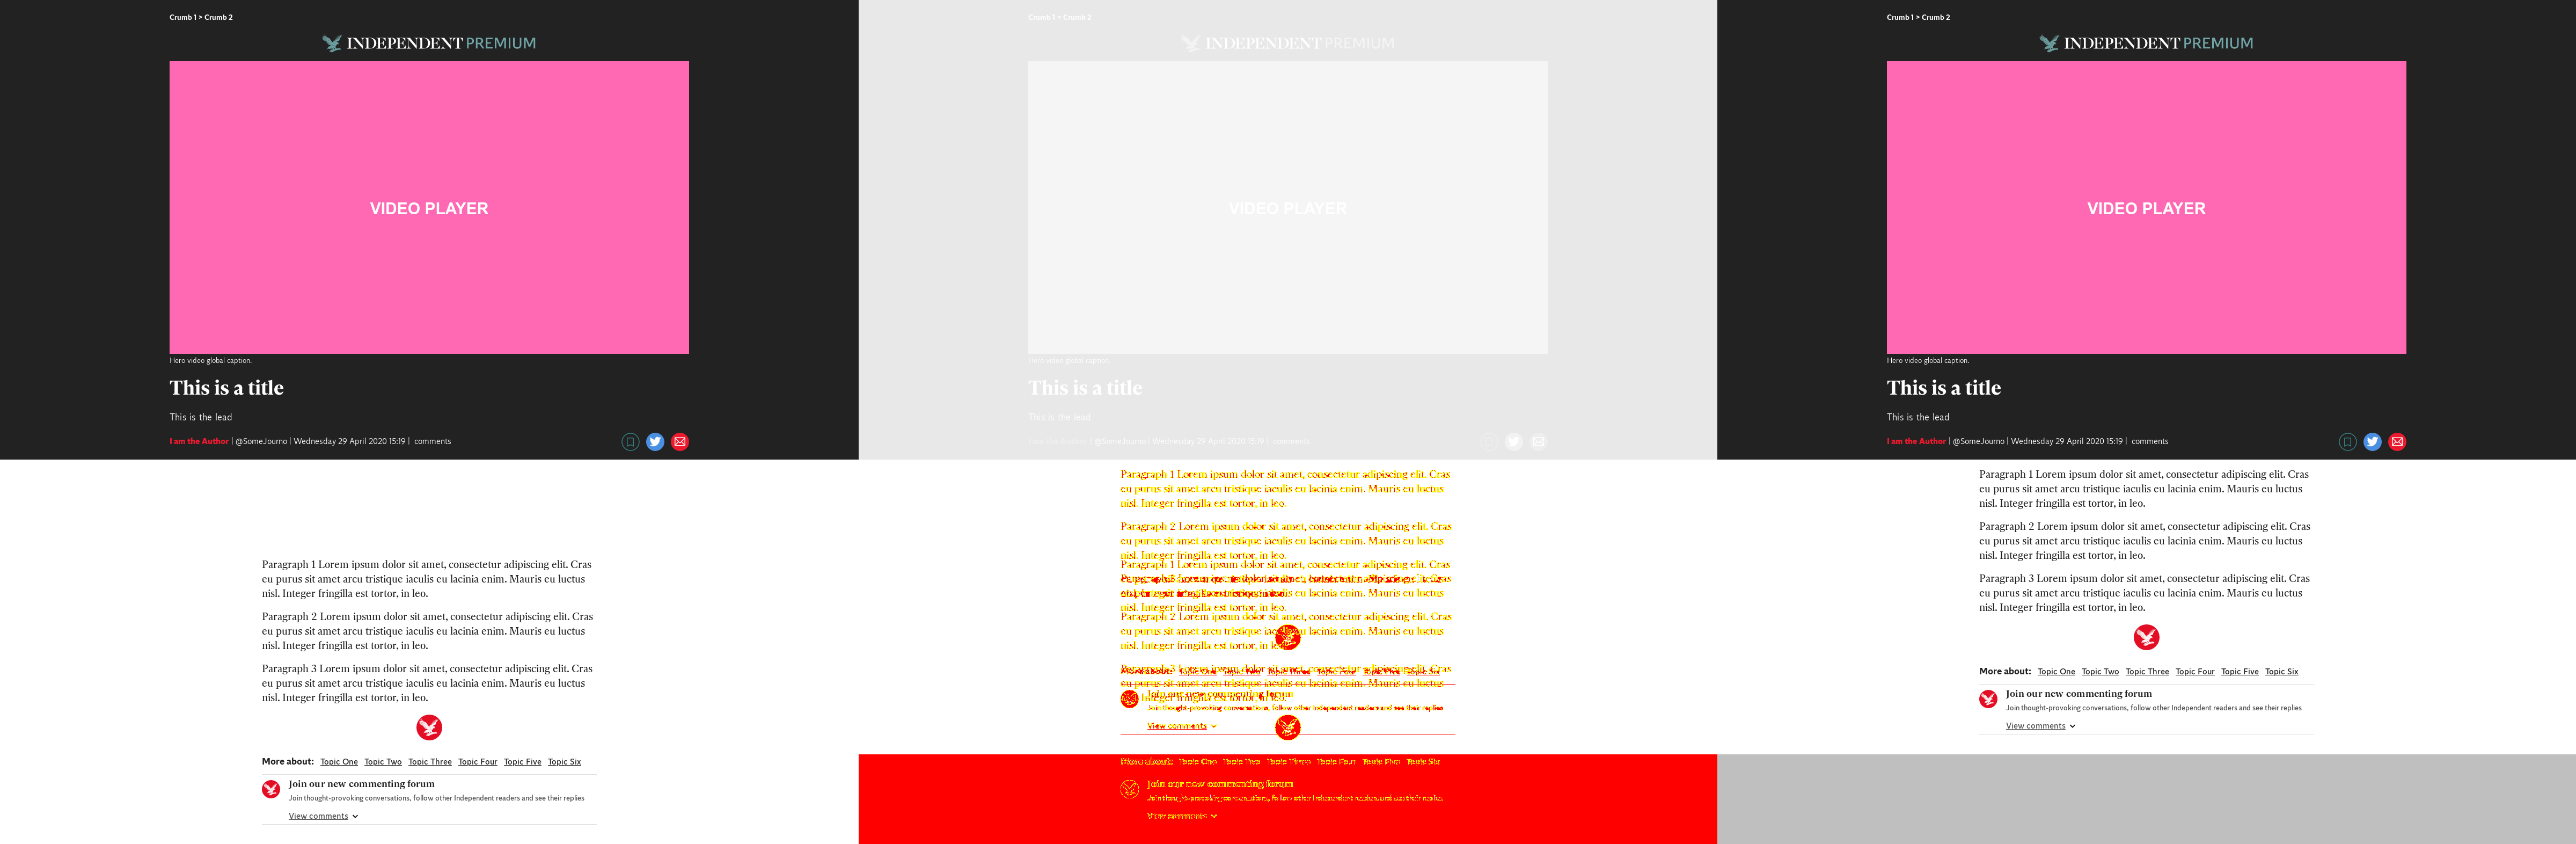 Crumb 1 > Crumb 2
INDEPENDENT PREMIUM
VIDEO PLAYER
Hero video global caption.
This is a title
This is the lead
I am the Author | @SomeJourno | Wednesday 29 April 2020 15:19 | comments
Paragraph 1 Lorem ipsum dolor sit amet, consectetur adipiscing elit. Cras
eu purus sit amet arcu tristique iaculis eu lacinia enim. Mauris eu luctus
nisl. Integer fringilla est tortor, in leo.
Paragraph 2 Lorem ipsum dolor sit amet, consectetur adipiscing elit. Cras
eu purus sit amet arcu tristique iaculis eu lacinia enim. Mauris eu luctus
nisl. Integer fringilla est tortor, in leo.
Paragraph 3 Lorem ipsum dolor sit amet, consectetur adipiscing elit. Cras
eu purus sit amet arcu tristique iaculis eu lacinia enim. Mauris eu luctus
nisl. Integer fringilla est tortor, in leo.
More about: Topic One Topic Two Topic Three Topic Four Topic Five Topic Six
Join our new commenting forum
Join thought-provoking conversations, follow other Independent readers and see their replies
View comments
Crumb 1 > Crumb 2
INDEPENDENT PREMIUM
VIDEO PLAYER
Hero video global caption.
This is a title
This is the lead
I am the Author | @SomeJourno | Wednesday 29 April 2020 15:19 | comments
Paragraph 1 Lorem ipsum dolor sit amet, consectetur adipiscing elit. Cras
eu purus sit amet arcu tristique iaculis eu lacinia enim. Mauris eu luctus
nisl. Integer fringilla est tortor, in leo.
Paragraph 2 Lorem ipsum dolor sit amet, consectetur adipiscing elit. Cras
eu purus sit amet arcu tristique iaculis eu lacinia enim. Mauris eu luctus
nisl. Integer fringilla est tortor, in leo.
Paragraph 1 Lorem ipsum dolor sit amet, consectetur adipiscing elit. Cras
nisl. Integer fringilla est tortor, in leo.
Paragraph 2 Lorem ipsum dolor sit amet, consectetur adipiscing elit. Cras
eu purus sit amet arcu tristique iaculis eu lacinia enim. Mauris eu luctus
nisl. Integer fringilla est tortor, in
Join our new commenting forum
Join thought-provoking conversations, follow other Independent readers and see their replies
View comments
More about: Topic One Topic Two Topic Three Topic Four Topic Five Topic Six
Join our new commenting forum
Join thought-provoking conversations, follow other Independent readers and see their replies
View comments
Crumb 1 > Crumb 2
INDEPENDENT PREMIUM
VIDEO PLAYER
Hero video global caption.
This is a title
This is the lead
I am the Author | @SomeJourno | Wednesday 29 April 2020 15:19 | comments
Paragraph 1 Lorem ipsum dolor sit amet, consectetur adipiscing elit. Cras
eu purus sit amet arcu tristique iaculis eu lacinia enim. Mauris eu luctus
nisl. Integer fringilla est tortor, in leo.
Paragraph 2 Lorem ipsum dolor sit amet, consectetur adipiscing elit. Cras
eu purus sit amet arcu tristique iaculis eu lacinia enim. Mauris eu luctus
nisl. Integer fringilla est tortor, in leo.
Paragraph 3 Lorem ipsum dolor sit amet, consectetur adipiscing elit. Cras
eu purus sit amet arcu tristique iaculis eu lacinia enim. Mauris eu luctus
nisl. Integer fringilla est tortor, in leo.
More about: Topic One Topic Two Topic Three Topic Four Topic Five Topic Six
Join our new commenting forum
Join thought-provoking conversations, follow other Independent readers and see their replies
View comments